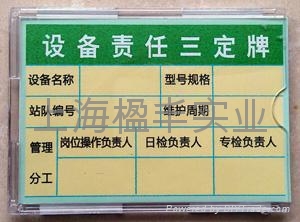 设备责任三定牌
设备名称 型号规格
站队编号 维护周期
上海楹丰实业
管理 岗位操作负责人 日检负责人 专检负责人
分工